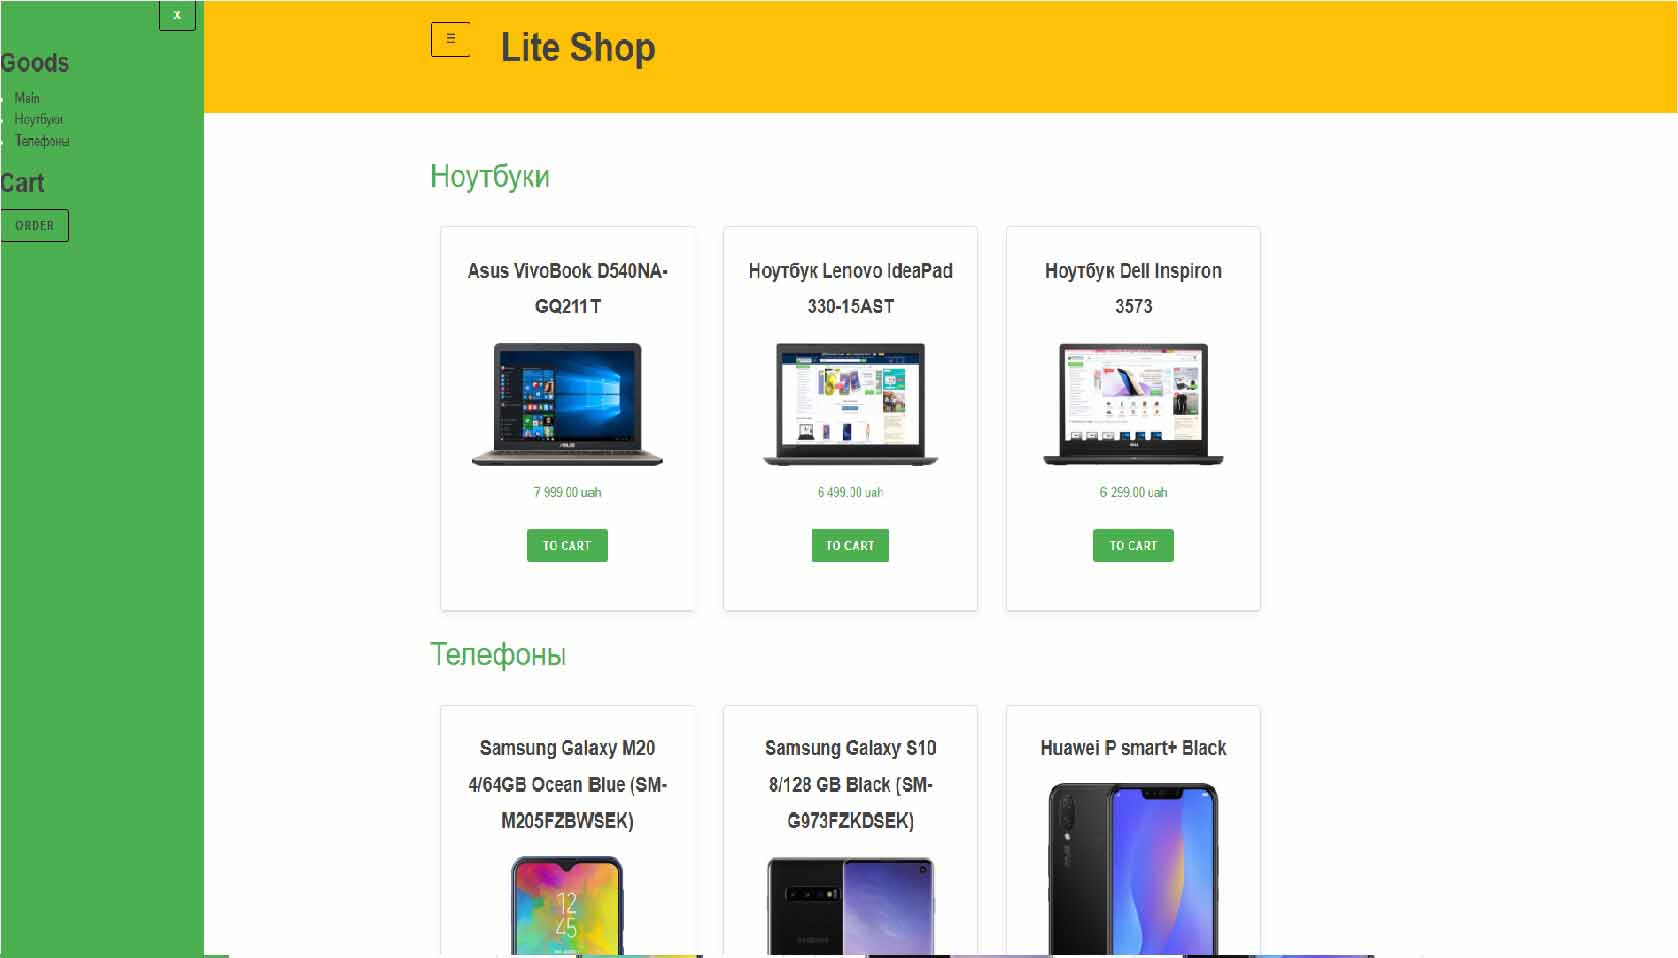 X
Goods
Main
Ноутбуки
Телефоны
Cart
ORDER
☰
Lite Shop
Ноутбуки
Asus VivoBook D540NA-
GQ211T
7 999.00 uah
TO CART
Ноутбук Lenovo IdeaPad
330-15AST
6 499.00 uah
TO CART
Ноутбук Dell Inspiron
3573
6 299.00 uah
TO CART
Телефоны
Samsung Galaxy M20
4/64GB Ocean Blue (SM-
M205FZBWSEK)
12
45
Samsung Galaxy S10
8/128 GB Black (SM-
G973FZKDSEK)
SAMSUNG
Huawei P smart+ Black